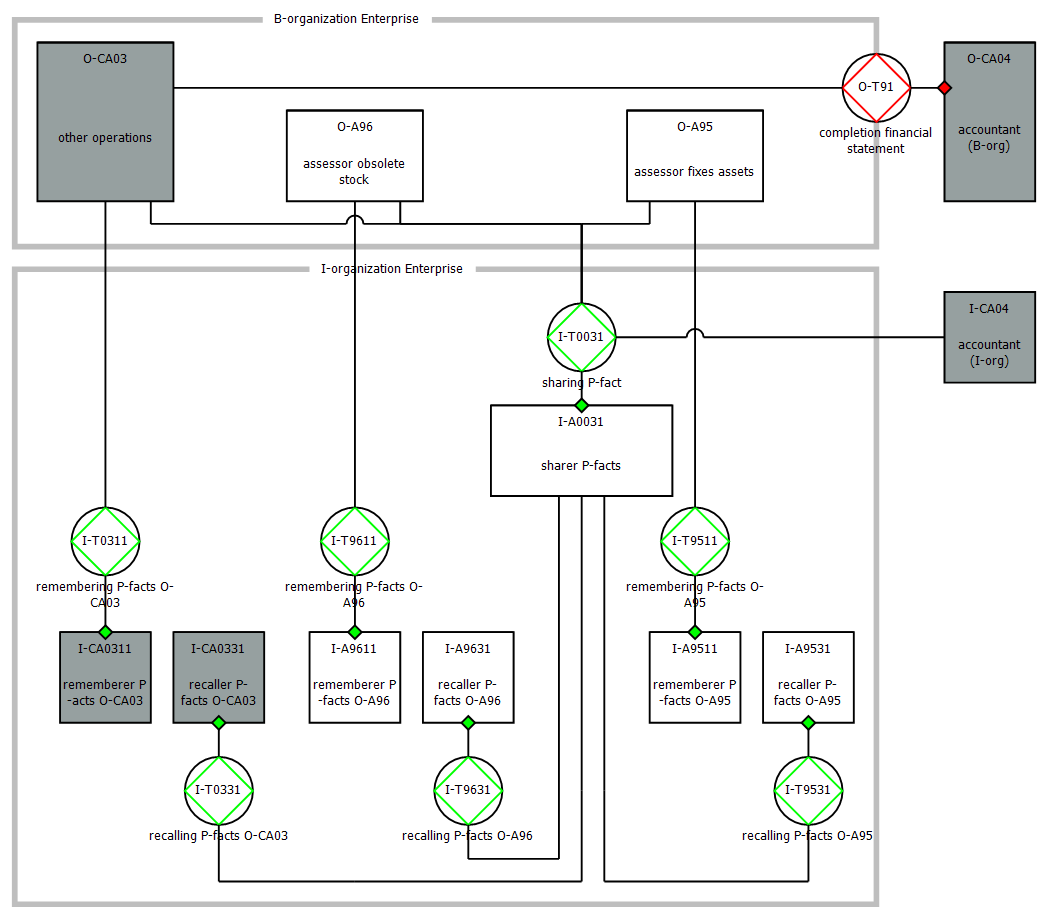 B-organization Enterprise
O-CA03
other operations
O-A96
assessor obsolete
stock
O-A95
assessor fixes assets
O-T91
completion financial
statement
O-CA04
accountant
(B-org)
I-organization Enterprise
I-T0031
sharing P-fact
I-CA04
accountant
(I-org)
I-A0031
sharer P-facts
I-T0311
remembering P-facts O-
CA03
I-T9611
remembering P-facts O-
A96
I-T9511
remembering P-facts O-
A95
I-CA0311
rememberer P
-acts O-CA03
I-CA0331
recaller P-
facts O-CA03
I-A9611
rememberer P
-facts O-A96
I-A9631
recaller P-
facts O-A96
I-A9511
rememberer P
-facts O-A95
I-A9531
recaller P-
facts O-A95
I-T0331
recalling P-facts O-CA03
I-T9631
recalling P-facts O-A96
I-T9531
recalling P-facts O-A95